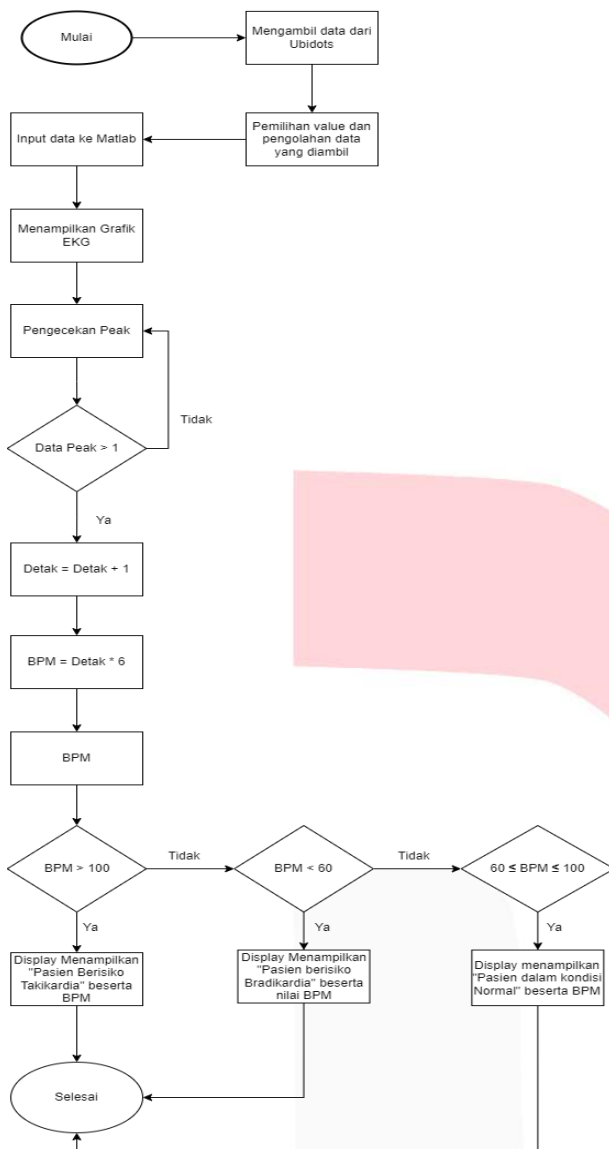 Mulai
Mengambil data dari
Ubidots
Pemilihan value dan
pengolahan data
yang diambil
Input data ke Matlab
Menampilkan Grafik
EKG
Pengecekan Peak
Tidak
Data Peak > 1
Ya
Detak = Detak + 1
BPM = Detak * 6
BPM
BPM > 100
Tidak
BPM < 60
Tidak
60 ≤ BPM ≤ 100
Ya
Ya
Ya
Display Menampilkan
"Pasien Berisiko
Takikardia" beserta
BPM
Display Menampilkan
"Pasien berisiko
Bradikardia" beserta
nilai BPM
Display menampilkan
"Pasien dalam kondisi
Normal" beserta BPM
Selesai